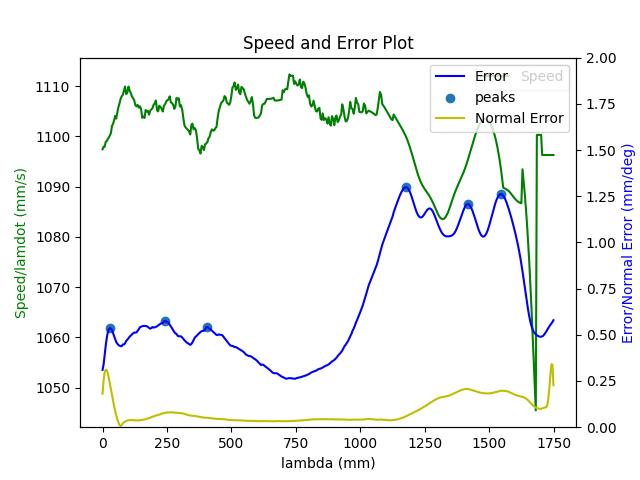 Speed and Error Plot
Error
Speed
peaks
Normal Error
1110
1100
1090
1080
1070
1060
1050
2.00
1.75
1.50
1.25
1.00
0.75
0.50
0.25
0.00
Speed/lamdot (mm/s)
Error/Normal Error (mm/deg)
0 250 500 750 1000 1250 1500 1750
lambda (mm)